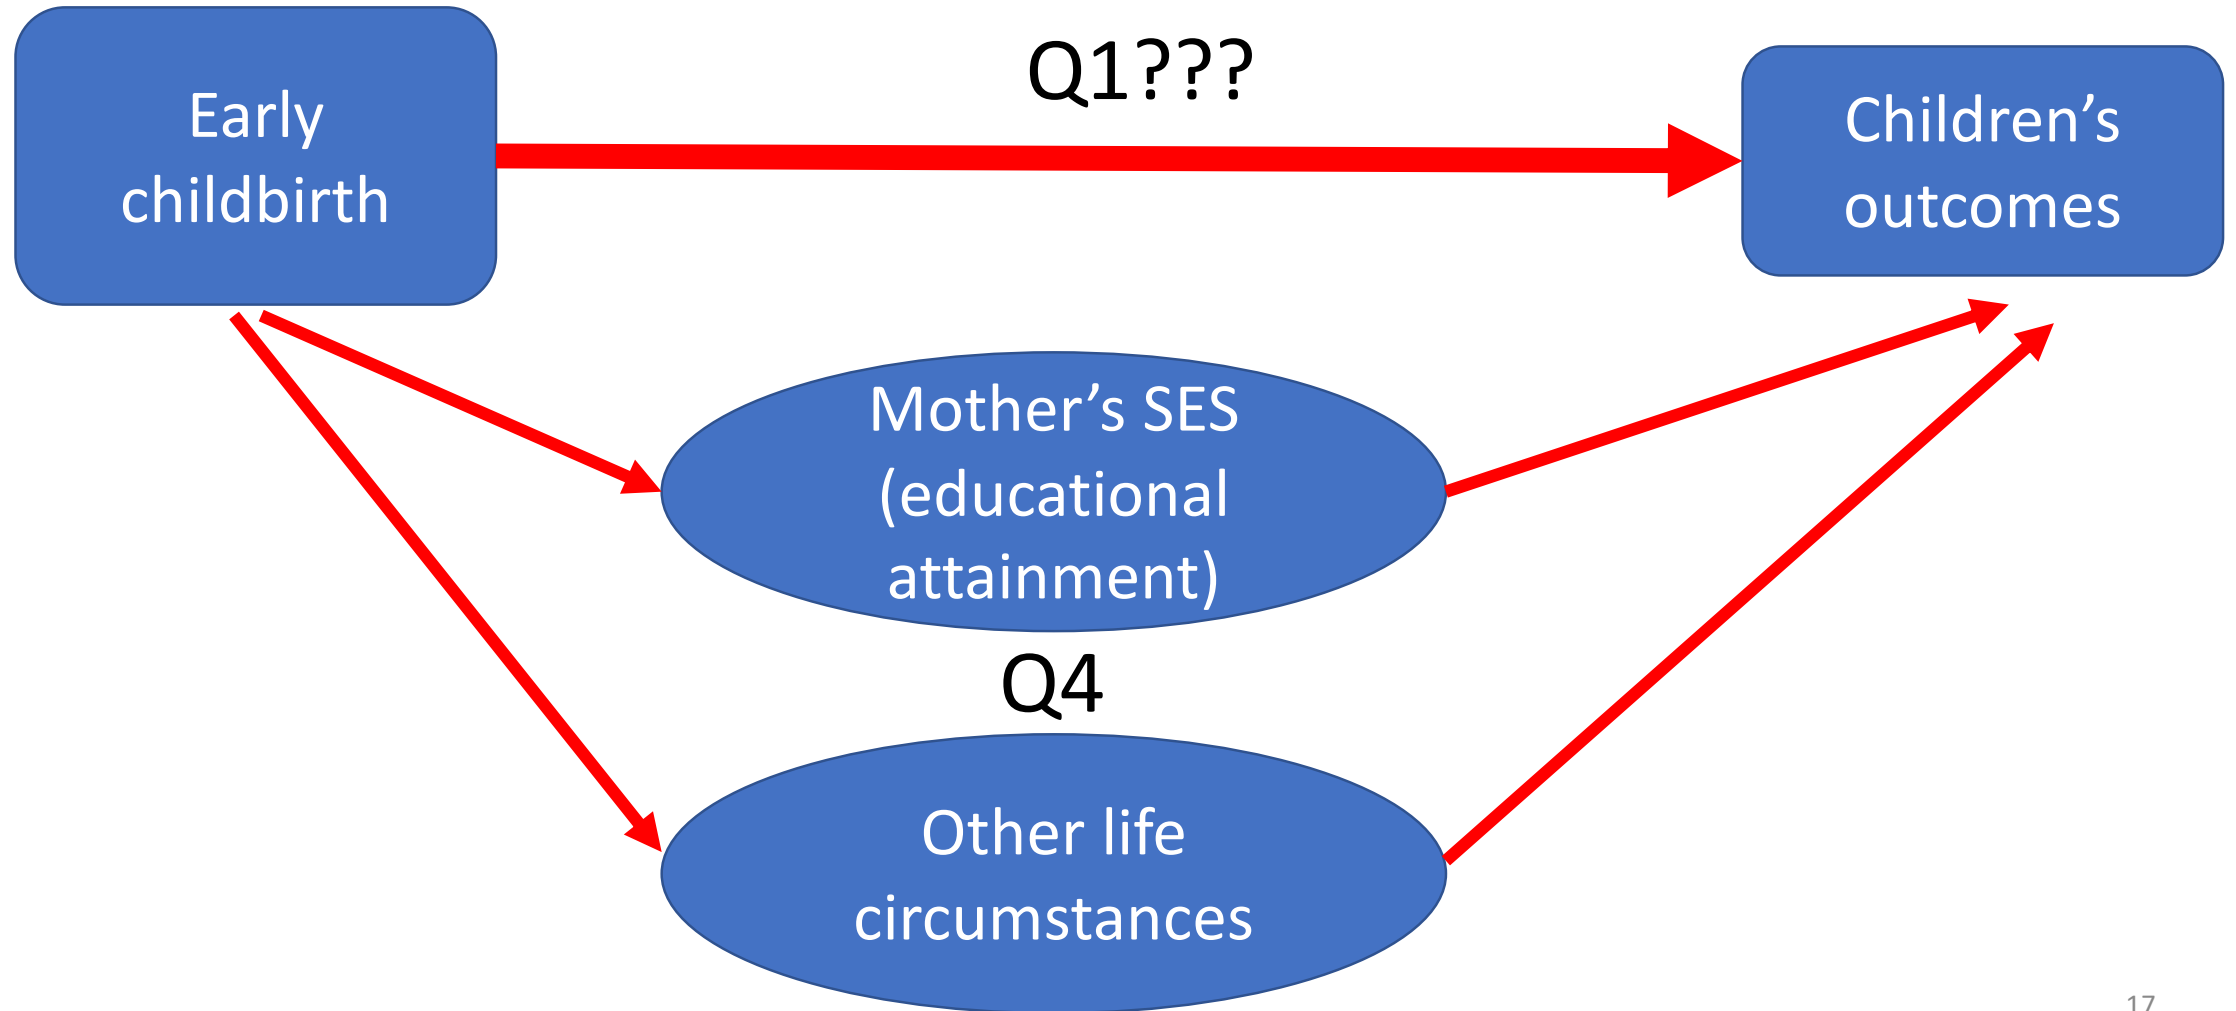 Early
childbirth
Q1???
Children’s
outcomes
Mother’s SES
(educational
attainment)
Q4
Other life
circumstances
17